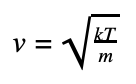 v = √(kT/m)